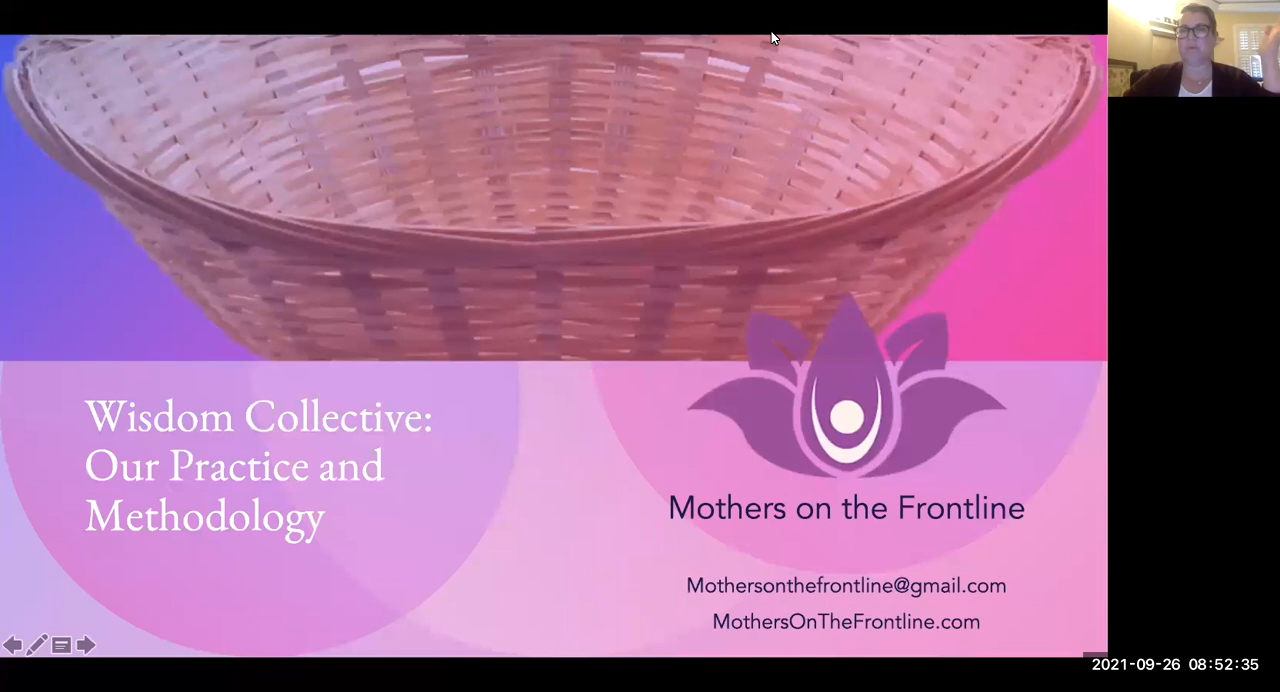 Wisdom Collective:
Our Practice and
Methodology
Mothers on the Frontline
Mothersonthefrontline@gmail.com
MothersOnTheFrontline.com
2021-09-26 08:52:35